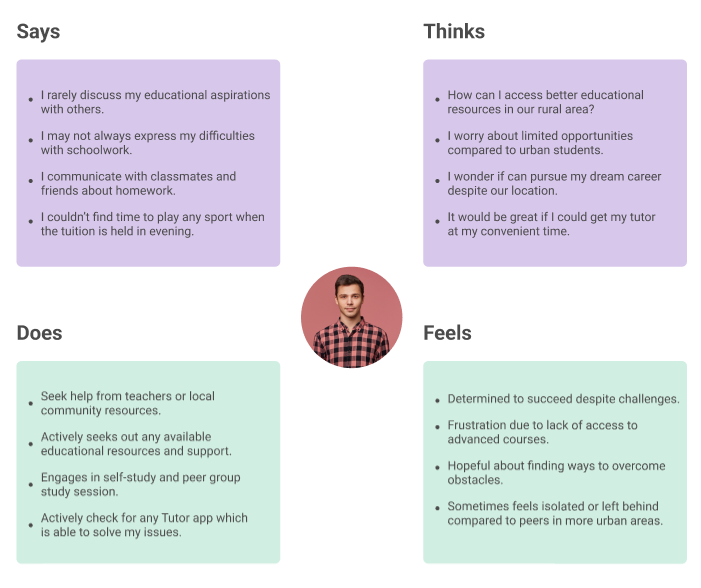 Says
I rarely discuss my educational aspirations
with others.
I may not always express my difficulties
with schoolwork.
I communicate with classmates and
friends about homework.
I couldn't find time to play any sport when
the tuition is held in evening.
Thinks
How can I access better educational
resources in our rural area?
I worry about limited opportunities
compared to urban students.
I wonder if can pursue my dream career
despite our location.
It would be great if I could get my tutor
at my convenient time.
Does
Seek help from teachers or local
community resources.
Actively seeks out any available
educational resources and support.
Engages in self-study and peer group
study session.
Actively check for any Tutor app which
is able to solve my issues.
Feels
Determined to succeed despite challenges.
Frustration due to lack of access to
advanced courses.
Hopeful about finding ways to overcome
obstacles.
Sometimes feels isolated or left behind
compared to peers in more urban areas.